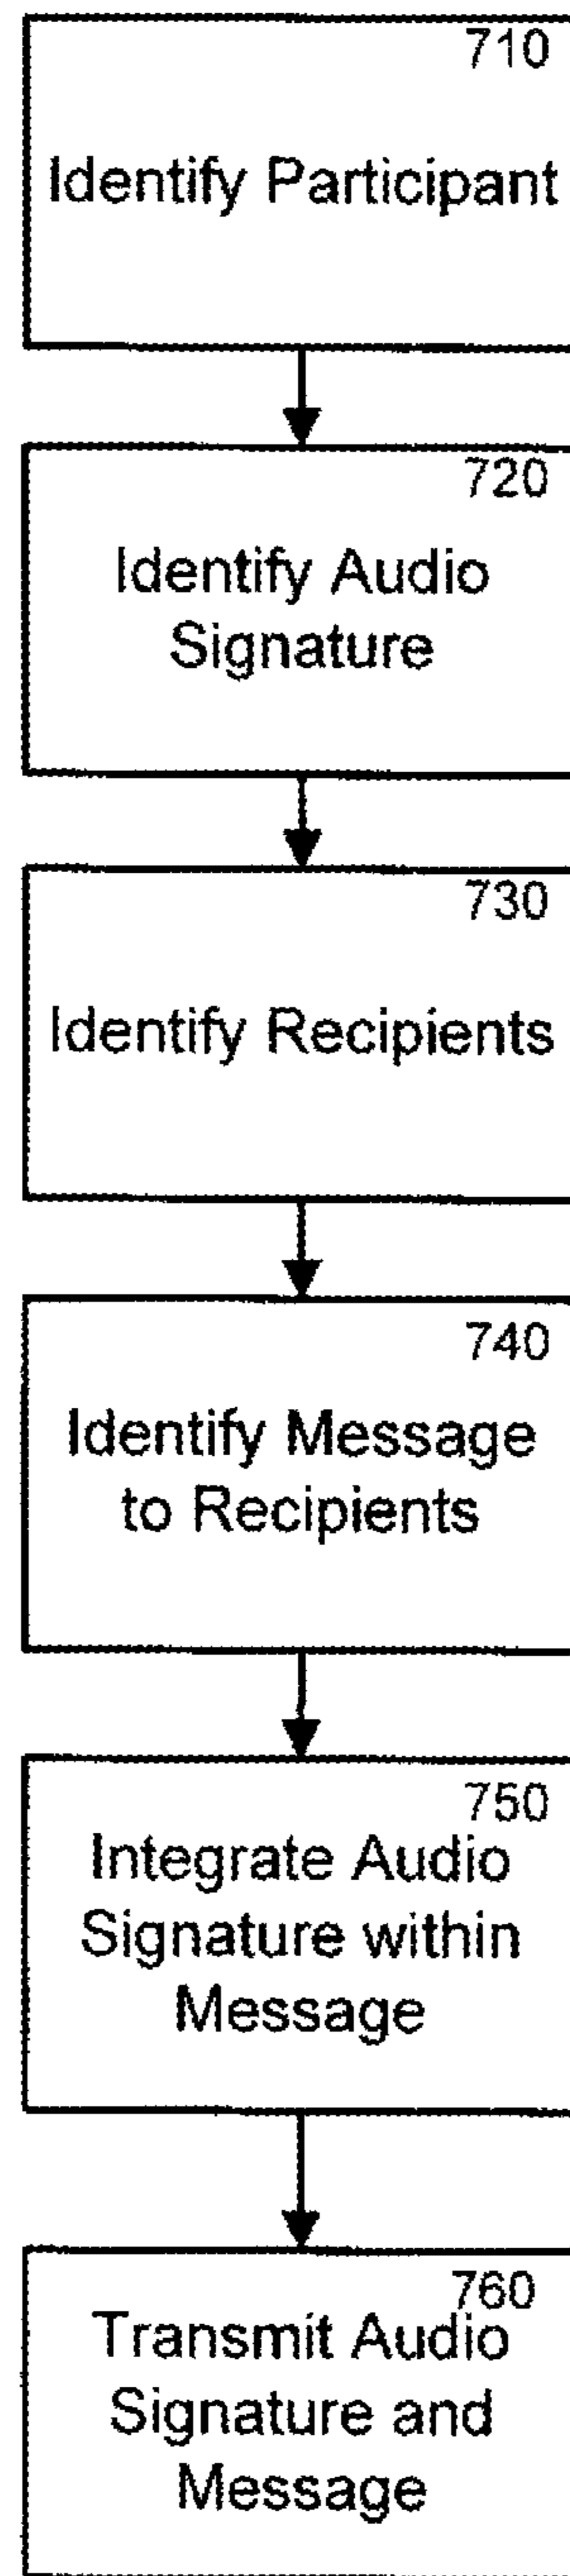 710
Identify Participant
720
Identify Audio
Signature
730
Identify Recipients
740
Identify Message
to Recipients
750
Integrate Audio
Signature within
Message
760
Transmit Audio
Signature and
Message